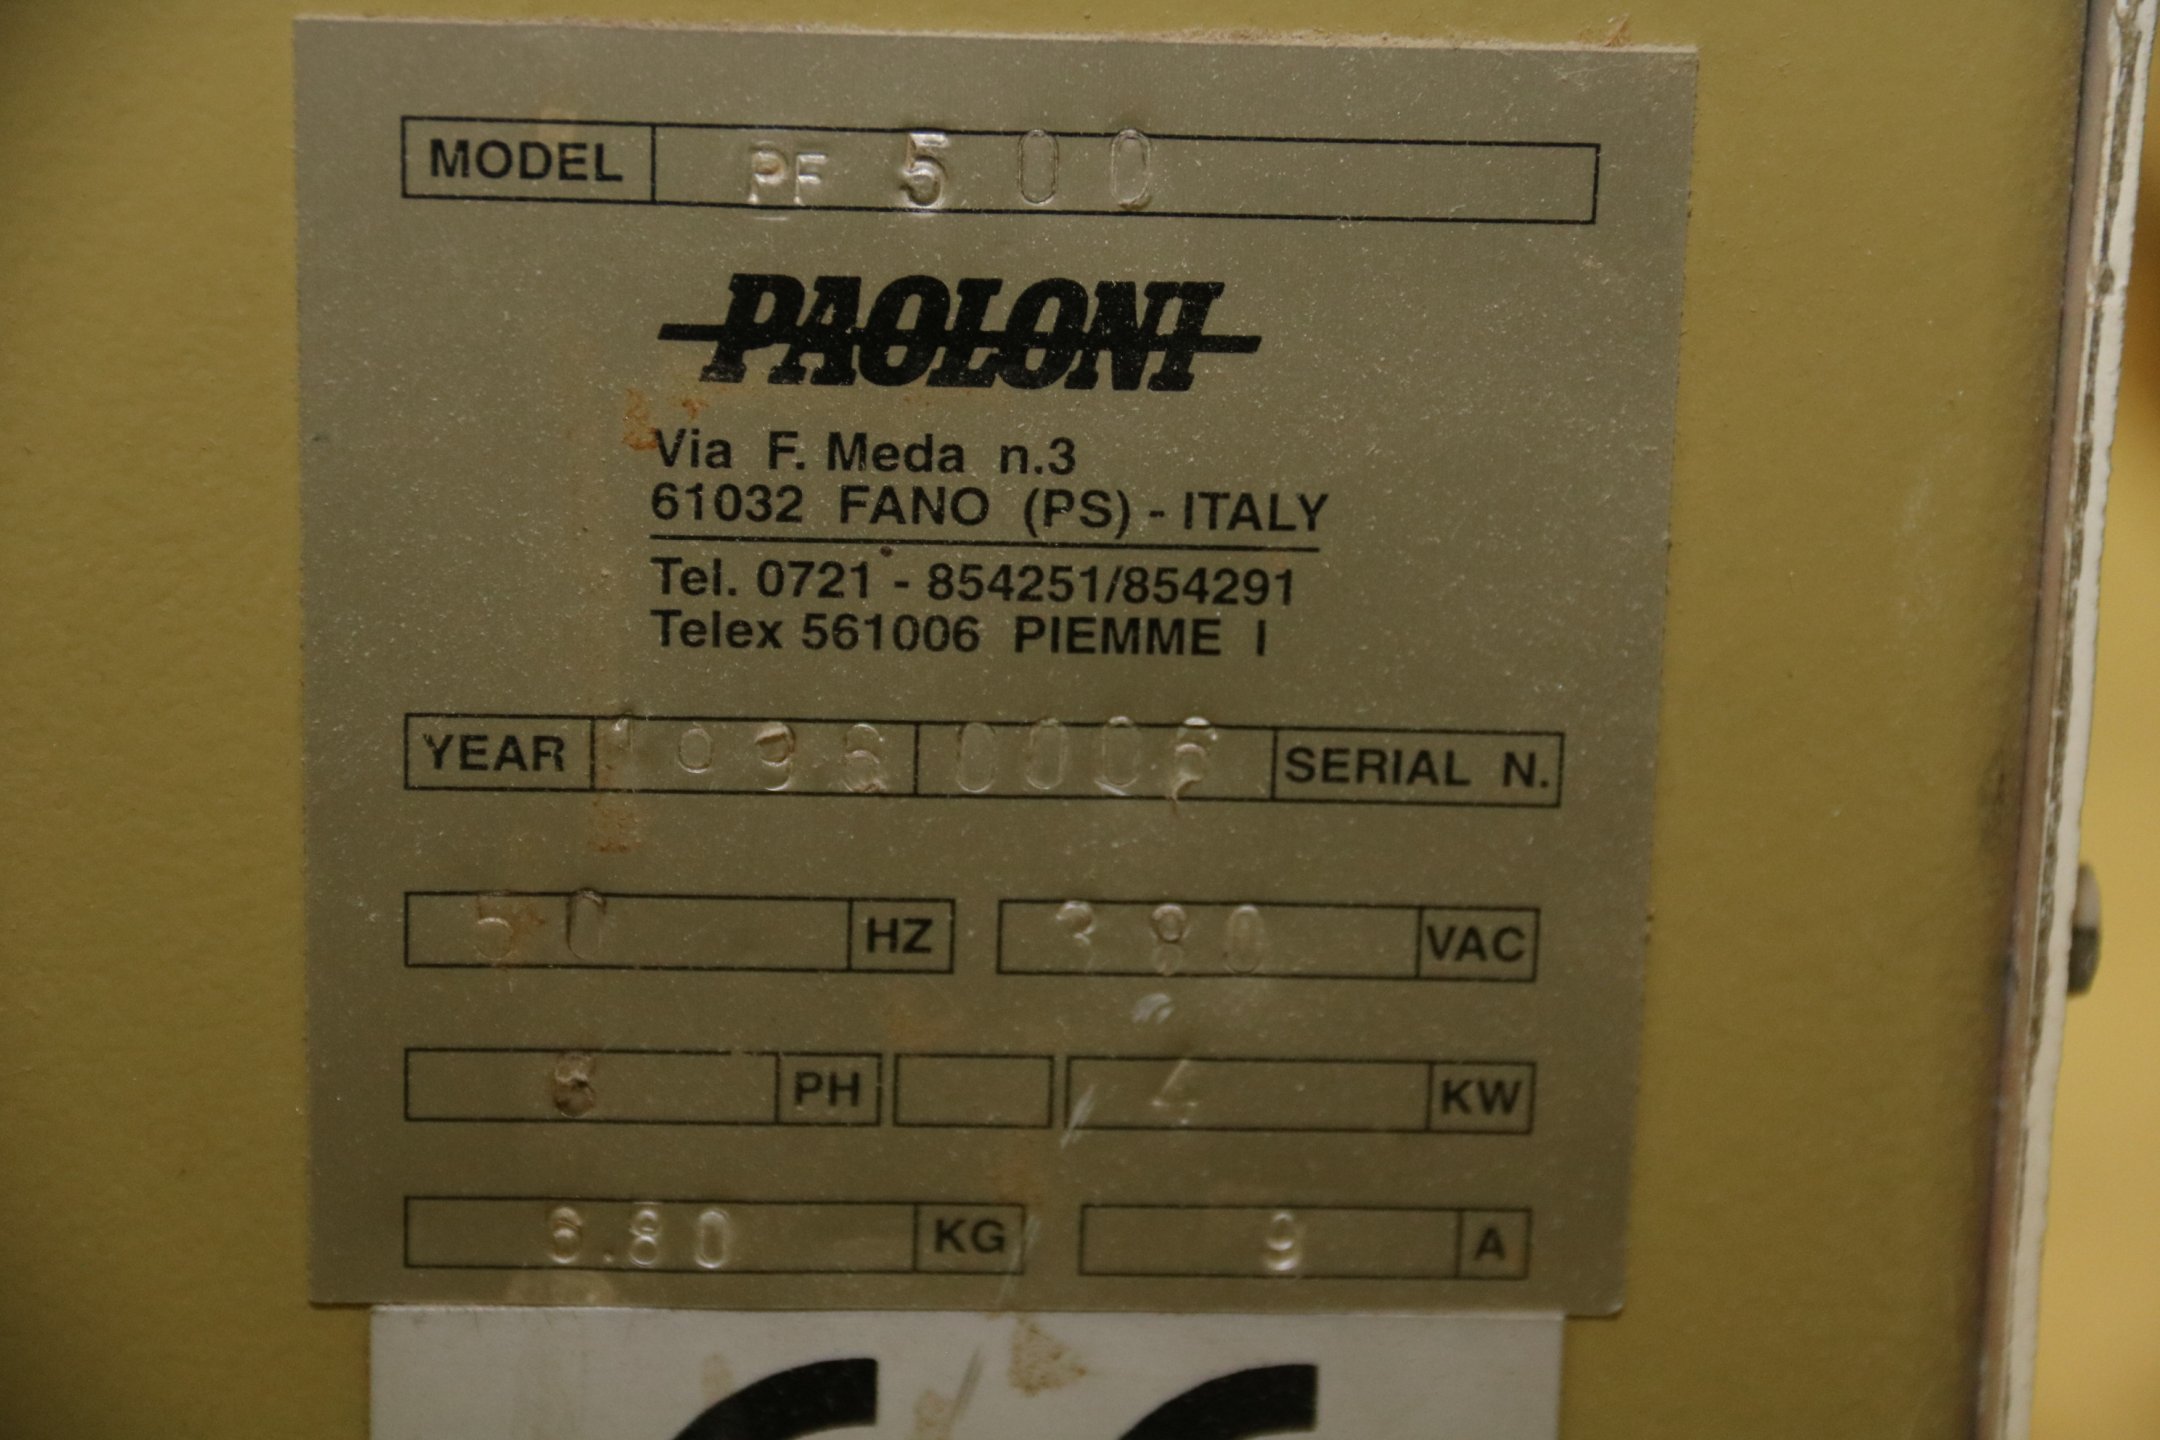 MODEL PF 500
PAOLONI
Via F. Meda n.3
61032 FANO (PS) - ITALY
Tel. 0721 - 854251/854291
Telex 561006 PIEMME I
YEAR SERIAL N.
50 HZ 380 VAC
PH 4 KW
KG 9 A